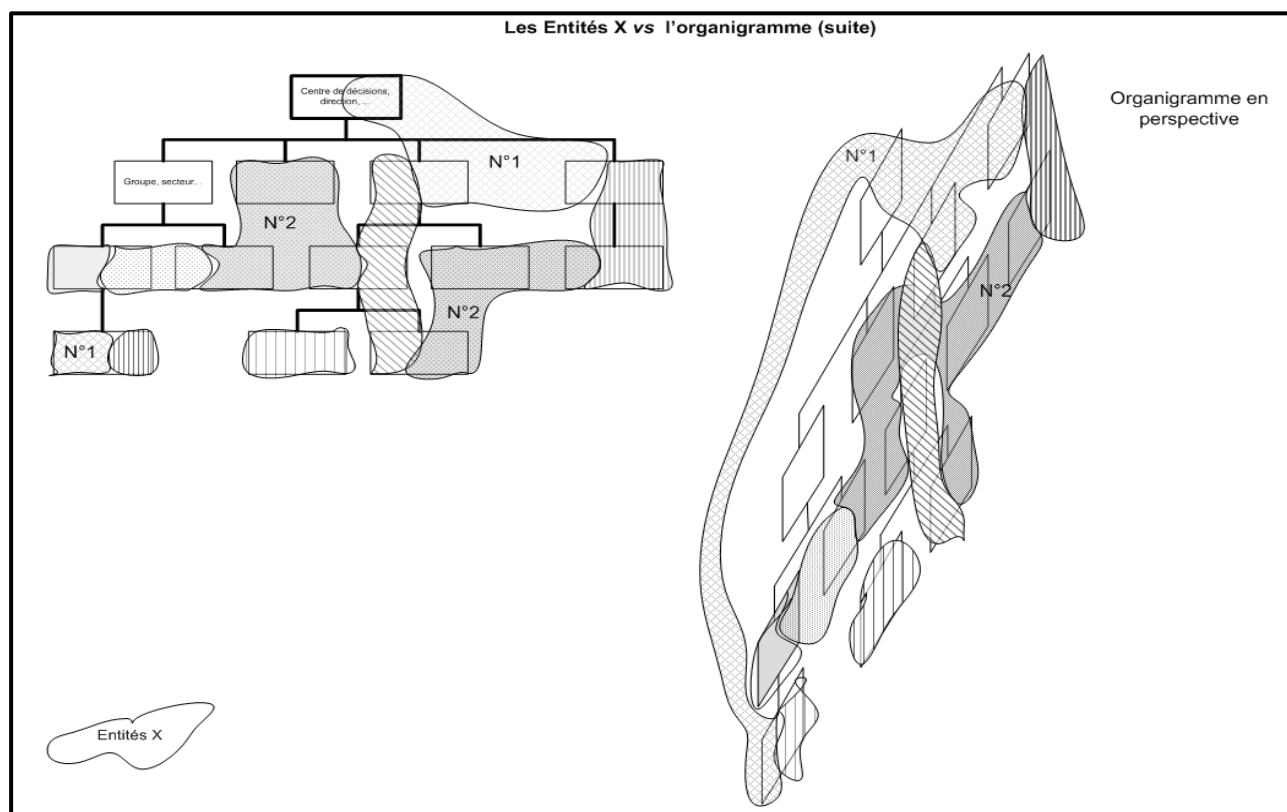 Les Entités X vs l'organigramme (suite)
Centre de décisions,
direction, ...
Organigramme en
perspective
N°1
N°1
Groupe, secteur...
N°2
N°2
N°2
N°1
Entités X